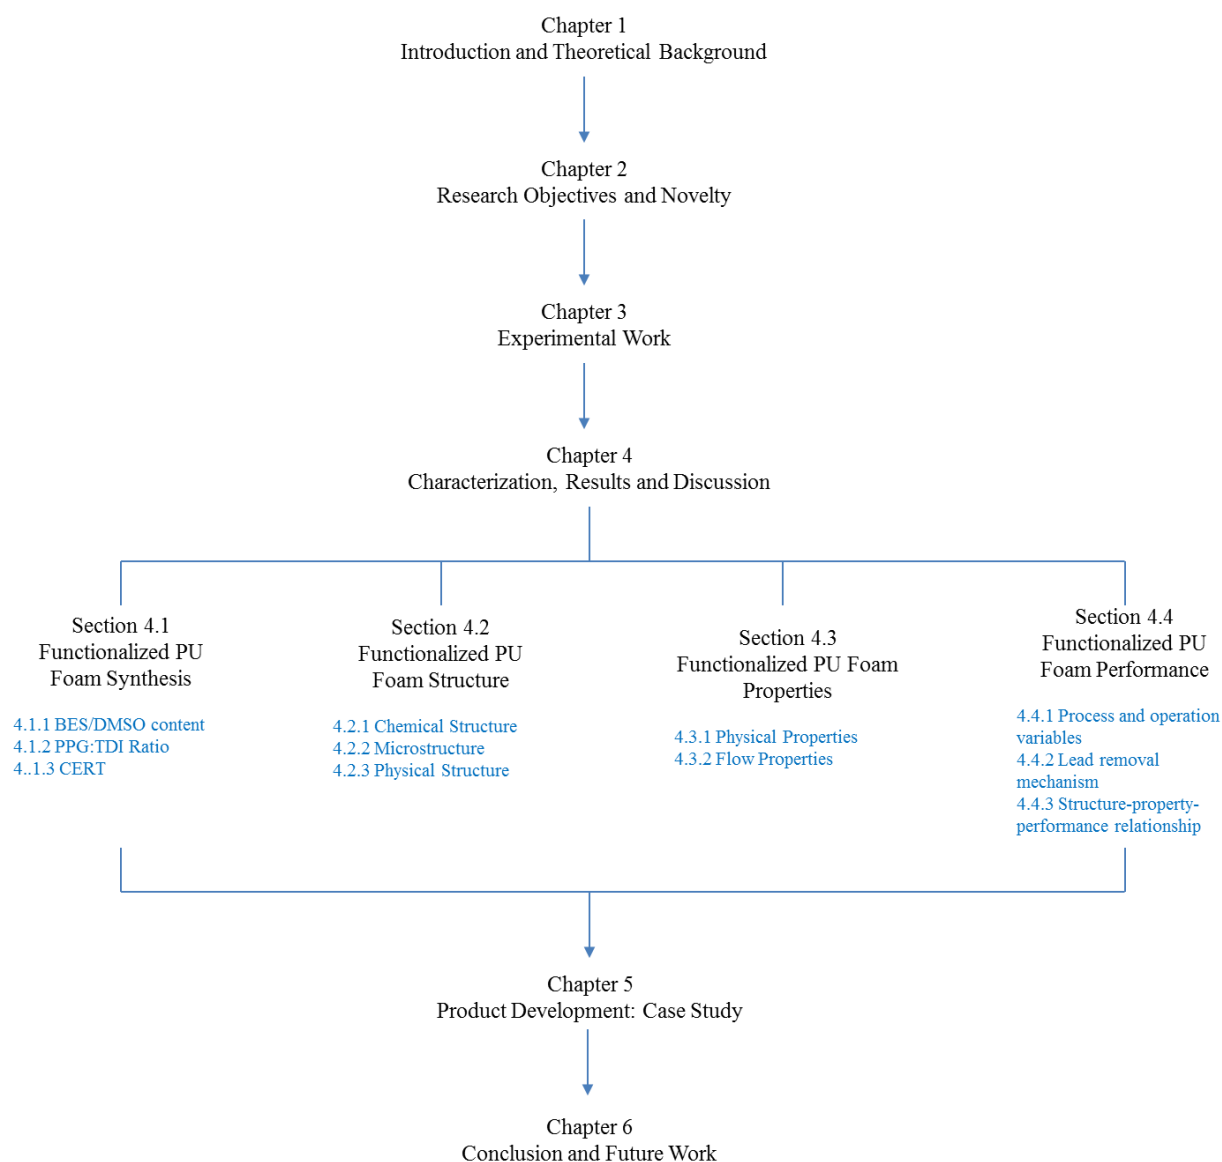 Chapter 1
Introduction and Theoretical Background
Chapter 2
Research Objectives and Novelty
Chapter 3
Experimental Work
Chapter 4
Characterization, Results and Discussion
Section 4.1
Functionalized PU
Foam Synthesis
4.1.1 BES/DMSO content
4.1.2 PPG:TDI Ratio
4..1.3 CERT
Section 4.2
Functionalized PU
Foam Structure
4.2.1 Chemical Structure
4.2.2 Microstructure
4.2.3 Physical Structure
Section 4.3
Functionalized PU Foam
Properties
4.3.1 Physical Properties
4.3.2 Flow Properties
Section 4.4
Functionalized PU
Foam Performance
4.4.1 Process and operation
variables
4.4.2 Lead removal
mechanism
4.4.3 Structure-property-
performance relationship
Chapter 5
Product Development: Case Study
Chapter 6
Conclusion and Future Work